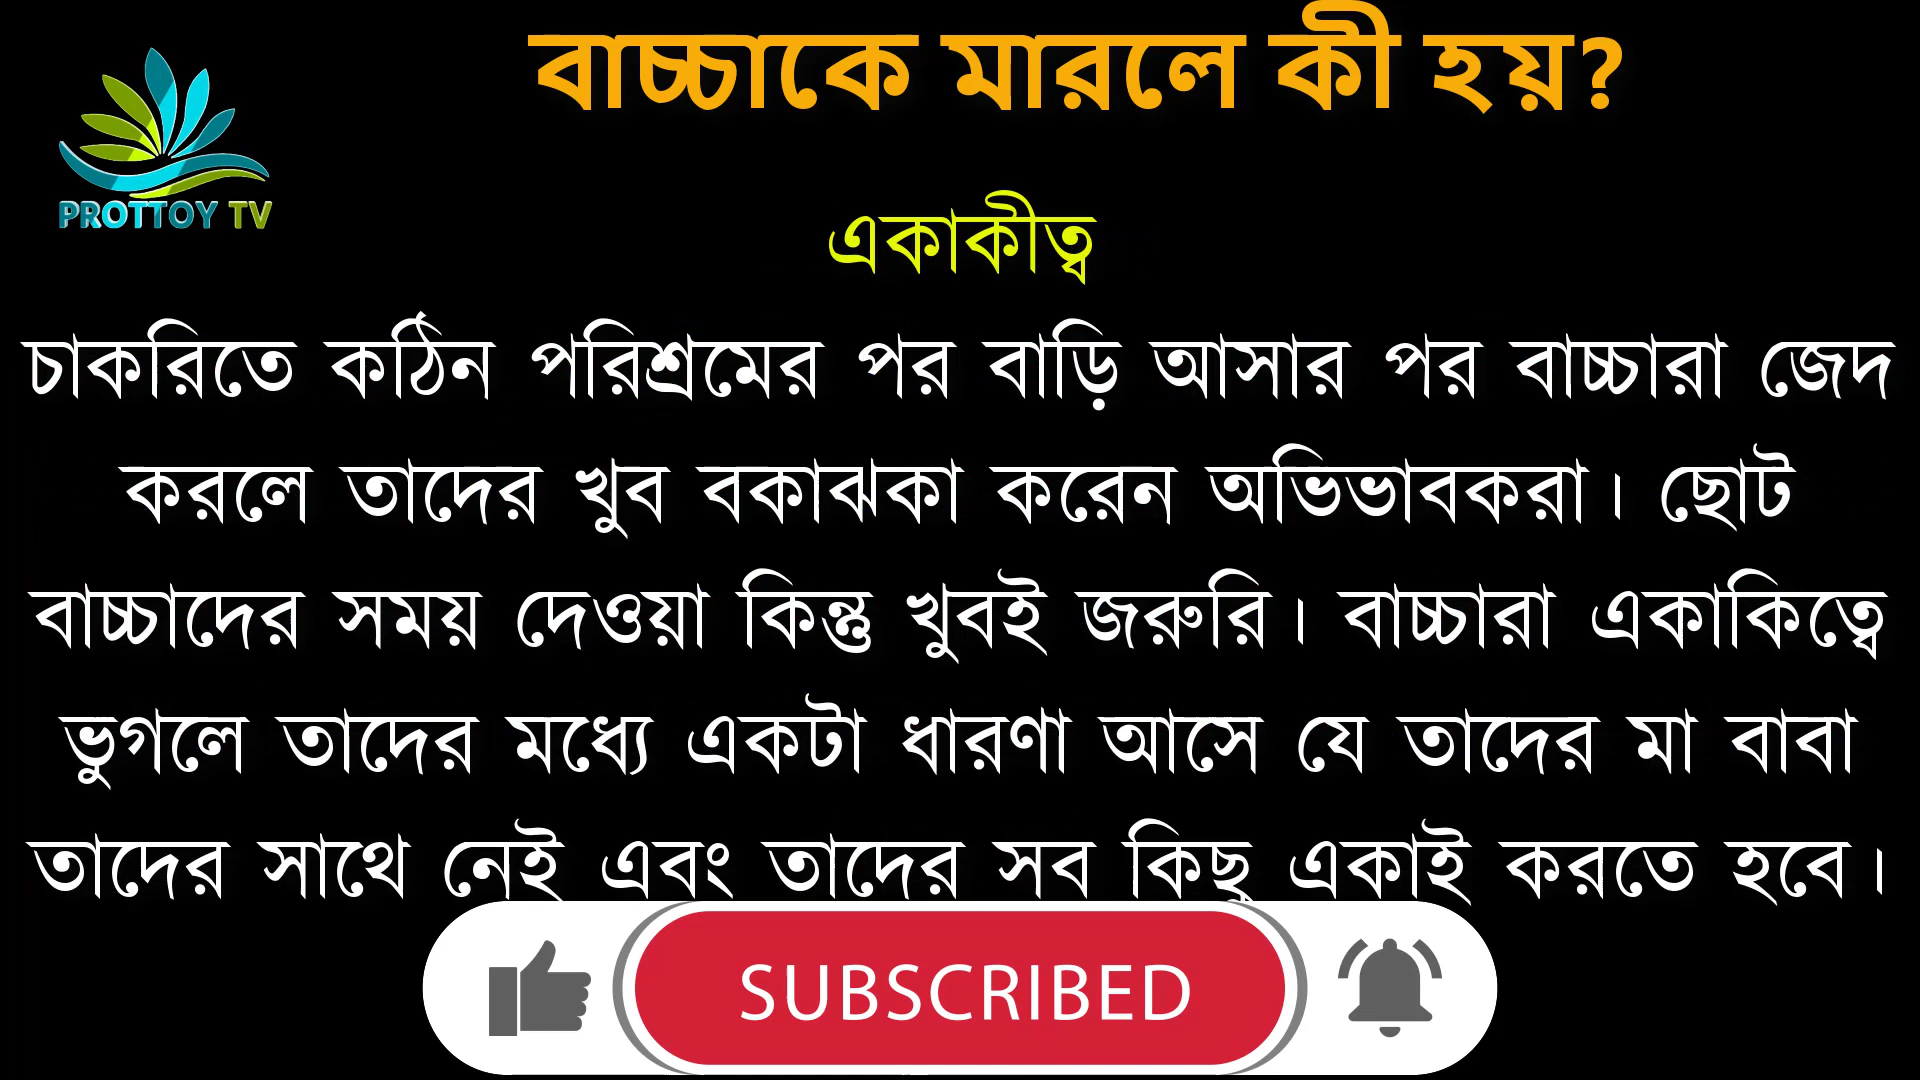 বাচ্চাকে মারলে কী হয়?
PROTTOY TV
একাকীত্ব
চাকরিতে কঠিন পরিশ্রমের পর বাড়ি আসার পর বাচ্চারা জেদ
করলে তাদের খুব বকাঝকা করেন অভিভাবকরা। ছোট
বাচ্চাদের সময় দেওয়া কিন্তু খুবই জরুরি। বাচ্চারা একাকিত্বে
ভুগলে তাদের মধ্যে একটা ধারণা আসে যে তাদের মা বাবা
তাদের সাথে নেই এবং তাদের সব কিছু একাই করতে হবে।
SUBSCRIBED